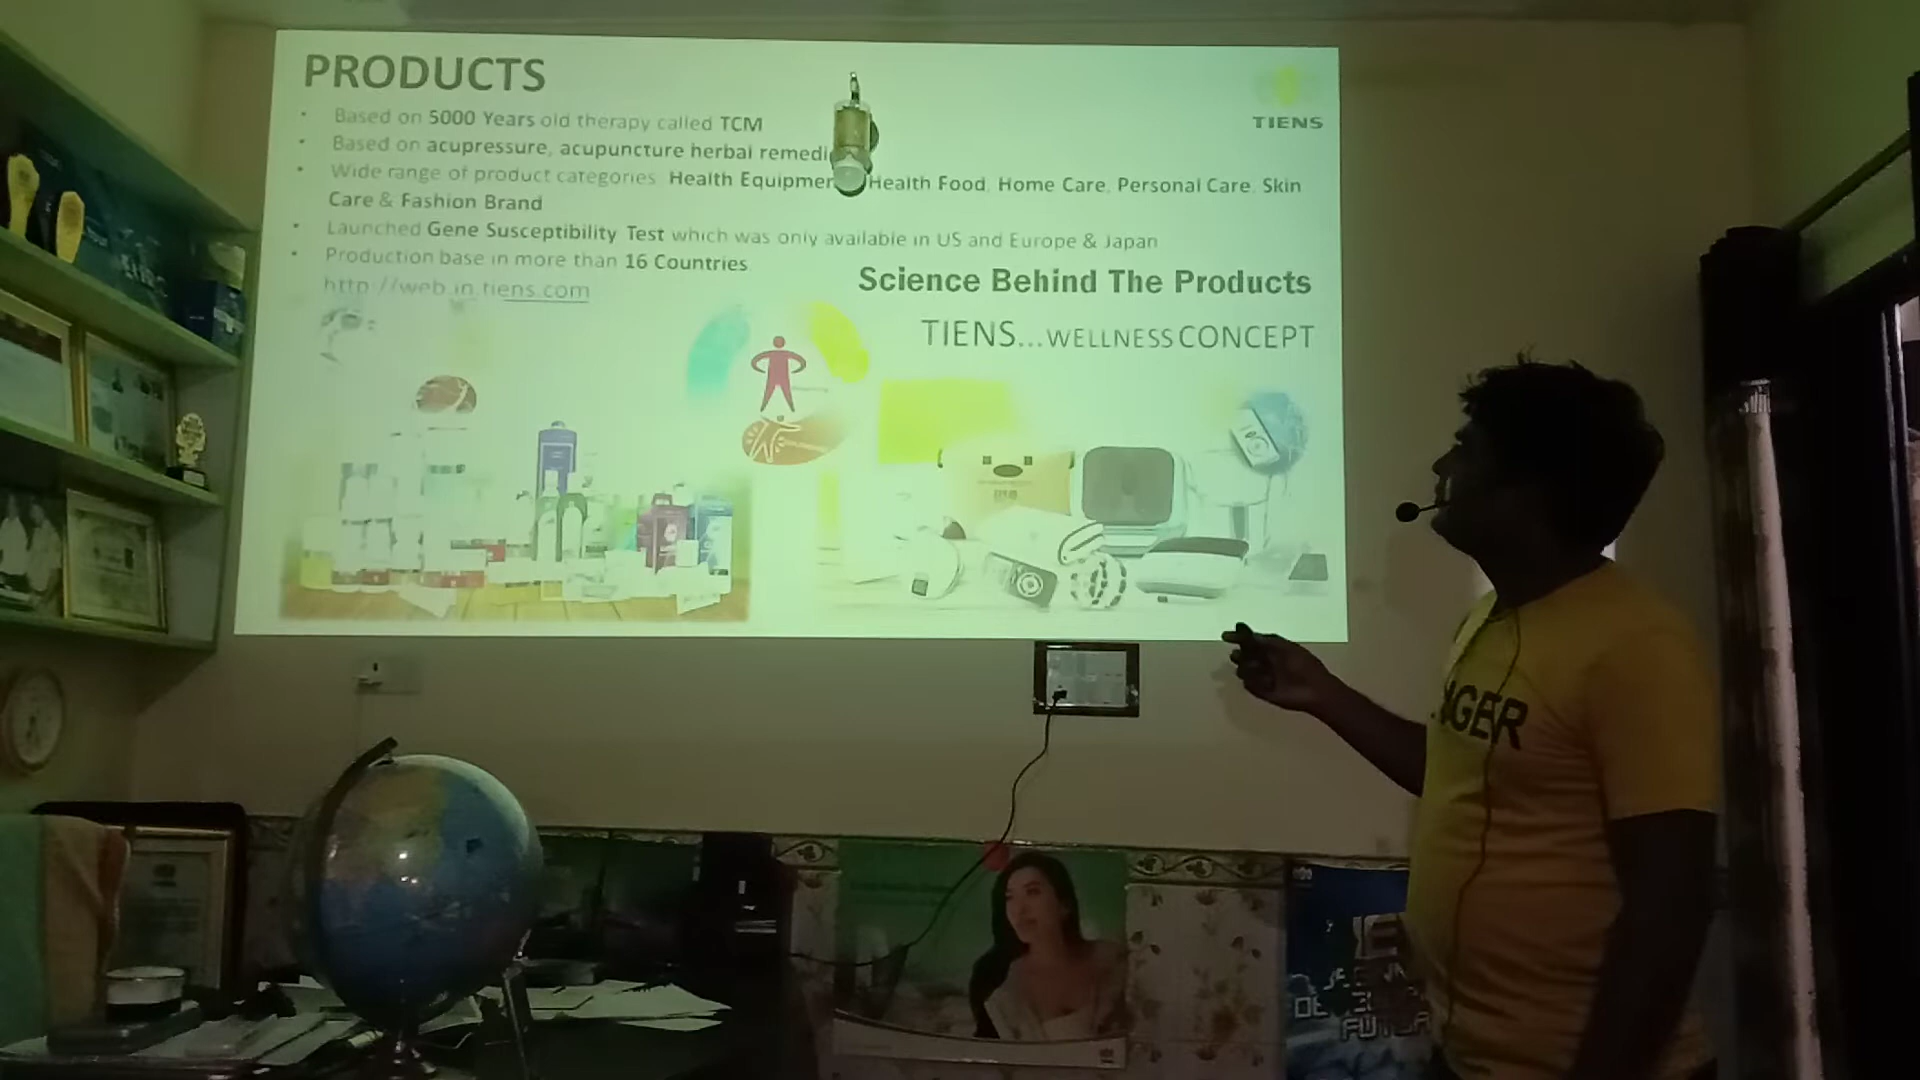 PRODUCTS
TIENS
Based on 5000 Years old therapy called TCM
Based on acupressure, acupuncture herbal remedi
Wide range of product categories Health Equipmen Health Food, Home Care, Personal Care, Skin
Care & Fashion Brand
Launched Gene Susceptibility Test which was only available in US and Europe & Japan
Production base in more than 16 Countries
http://web.in.tiens.com
Science Behind The Products
TIENS...WELLNESS CONCEPT
NGER